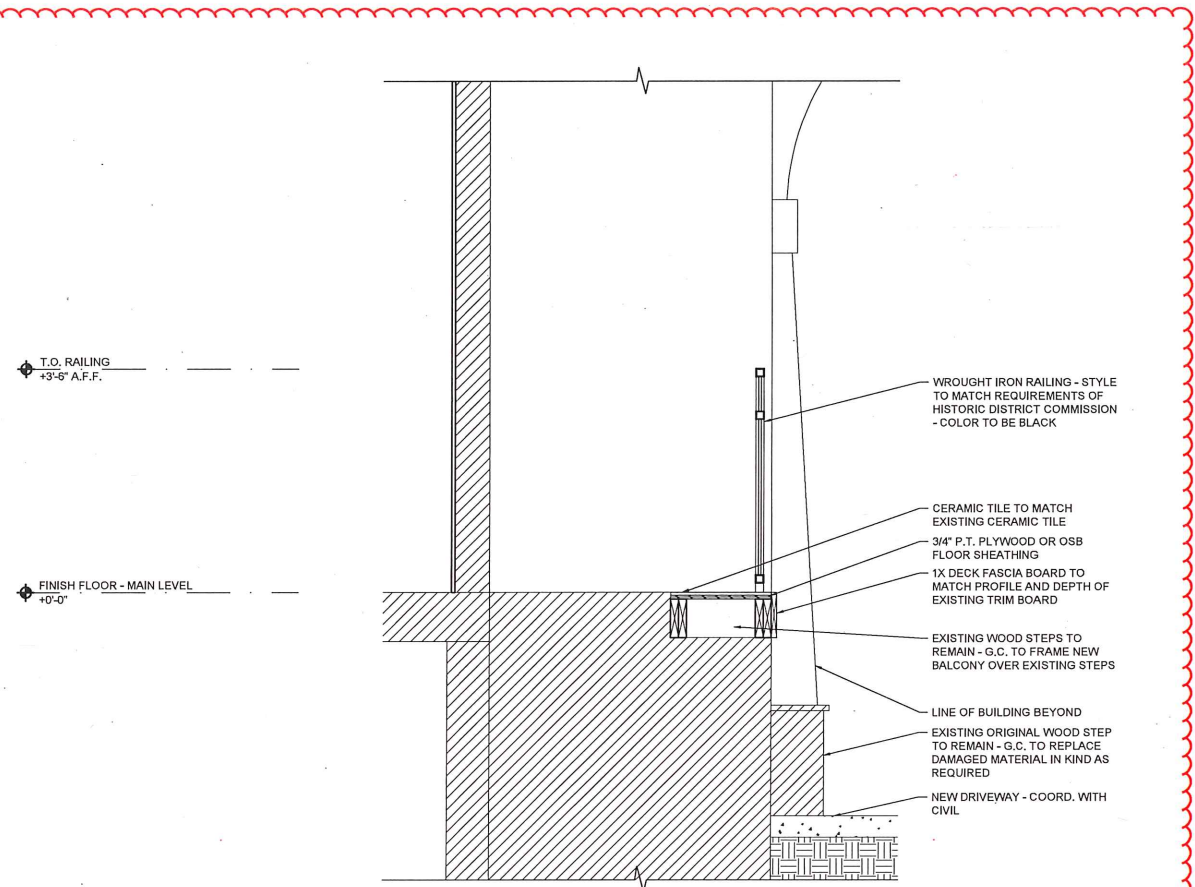 T.O. RAILING
+3'-6" A.F.F.
FINISH FLOOR - MAIN LEVEL
+0'-0"
WROUGHT IRON RAILING - STYLE
TO MATCH REQUIREMENTS OF
HISTORIC DISTRICT COMMISSION
- COLOR TO BE BLACK
CERAMIC TILE TO MATCH
EXISTING CERAMIC TILE
3/4" P.T. PLYWOOD OR OSB
FLOOR SHEATHING
1X DECK FASCIA BOARD TO
MATCH PROFILE AND DEPTH OF
EXISTING TRIM BOARD
EXISTING WOOD STEPS TO
REMAIN - G.C. TO FRAME NEW
BALCONY OVER EXISTING STEPS
LINE OF BUILDING BEYOND
EXISTING ORIGINAL WOOD STEP
TO REMAIN - G.C. TO REPLACE
DAMAGED MATERIAL IN KIND AS
REQUIRED
NEW DRIVEWAY - COORD. WITH
CIVIL